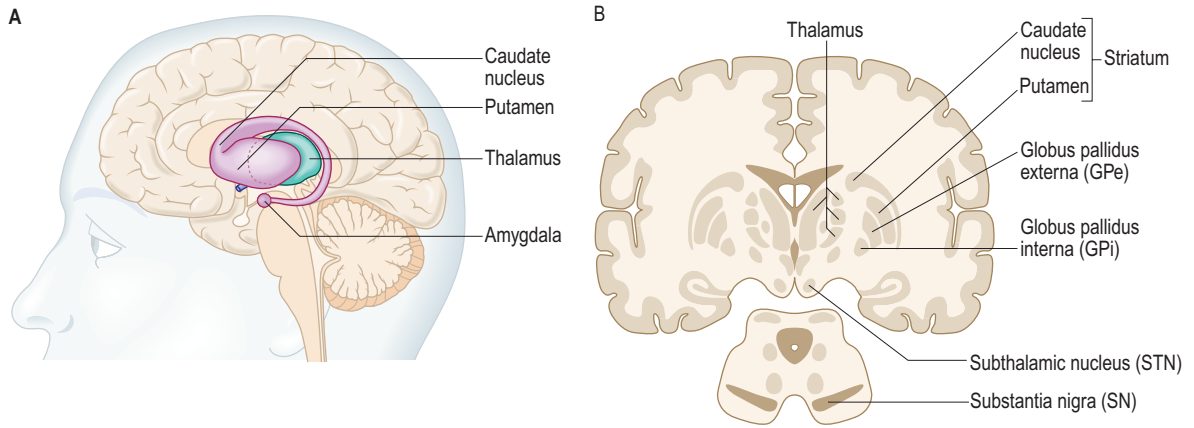 A
Caudate
nucleus
Putamen
Thalamus
Amygdala
B
Thalamus
Caudate
nucleus
Putamen
Striatum
Globus pallidus
externa (GPe)
Globus pallidus
interna (GPi)
Subthalamic nucleus (STN)
Substantia nigra (SN)